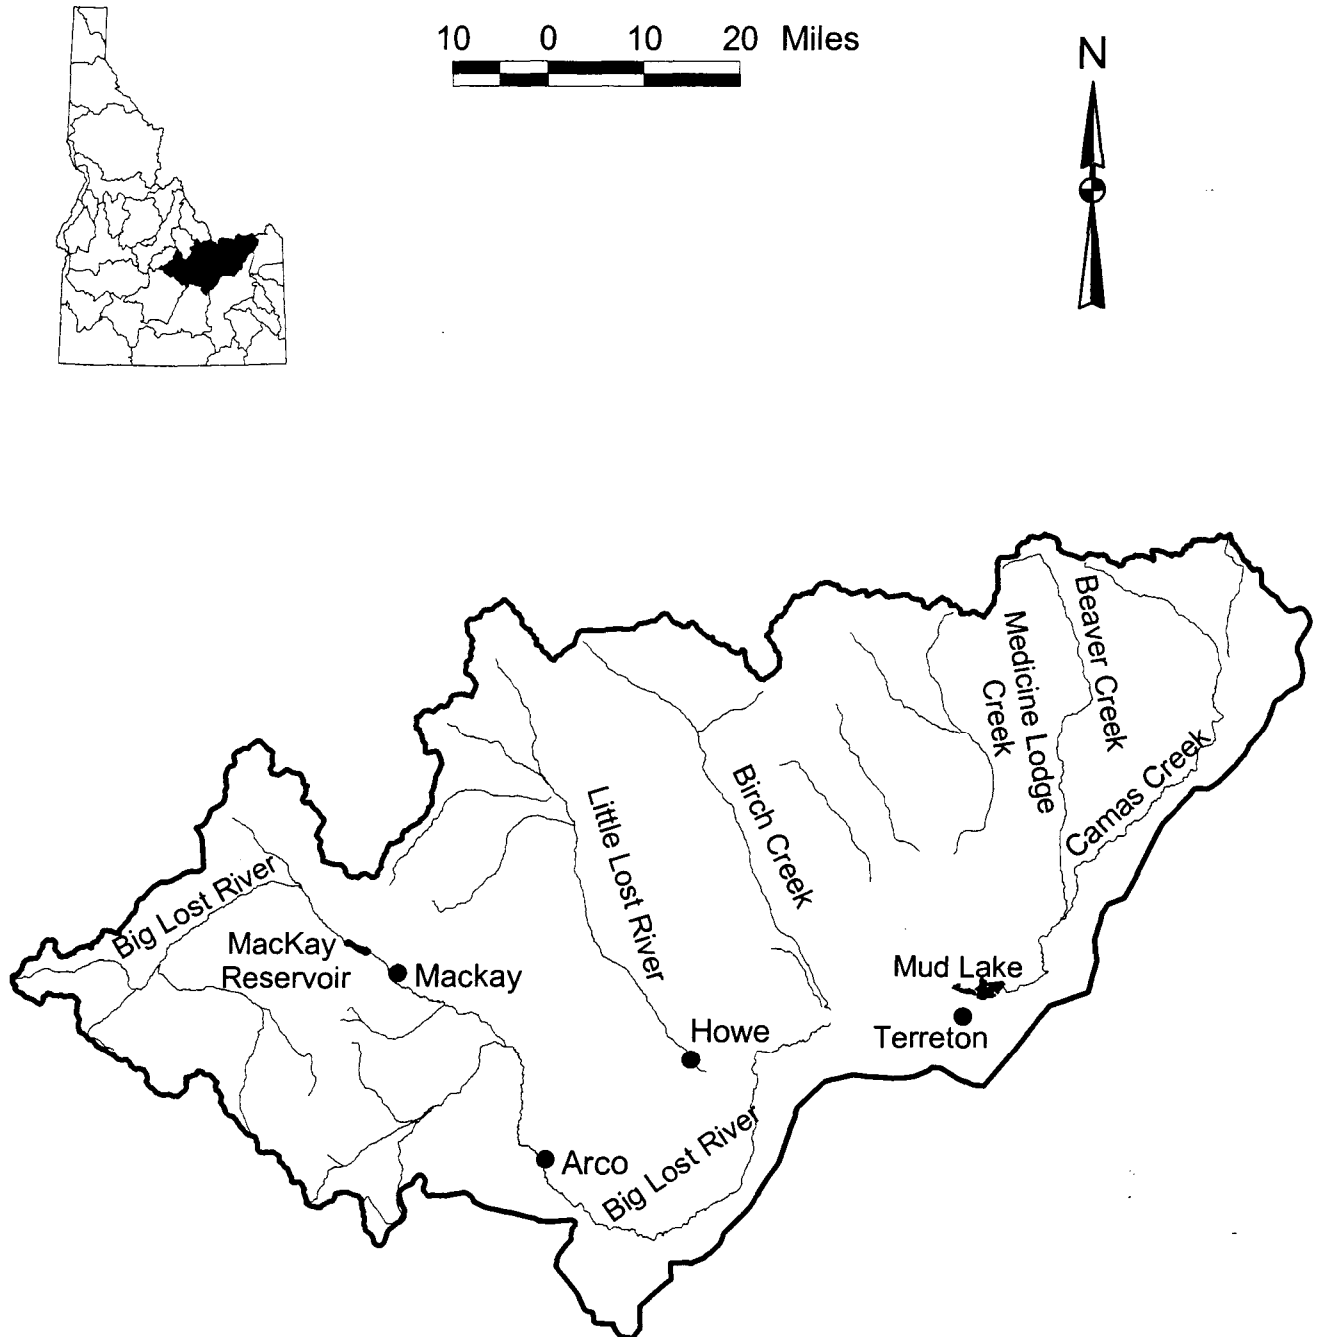 10 0 10 20 Miles
N
Beaver Creek
Medicine Lodge
Creek
Camas Creek
Birch Creek
Little Lost River
Big Lost River
MacKay
Reservoir
Mackay
Mud Lake
Terreton
Howe
Arco
Big Lost River